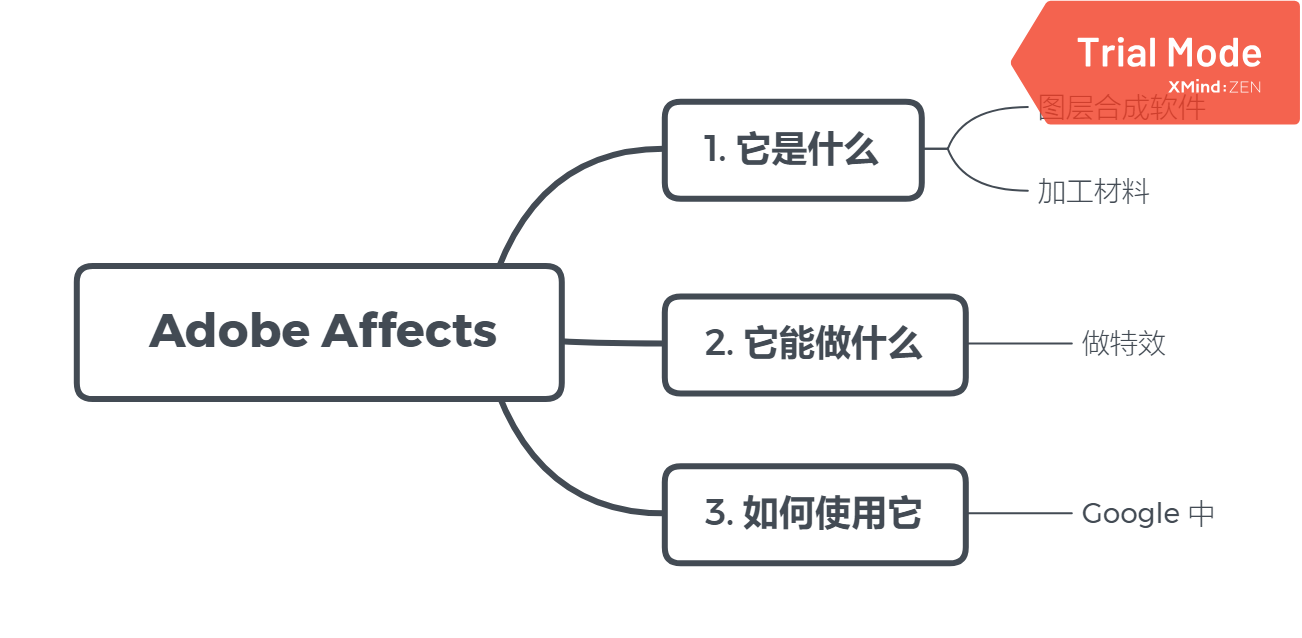 Trial Mode
XMind:ZEN
图层合成软件
1. 它是什么
加工材料
Adobe Affects
2. 它能做什么
做特效
3. 如何使用它
Google 中